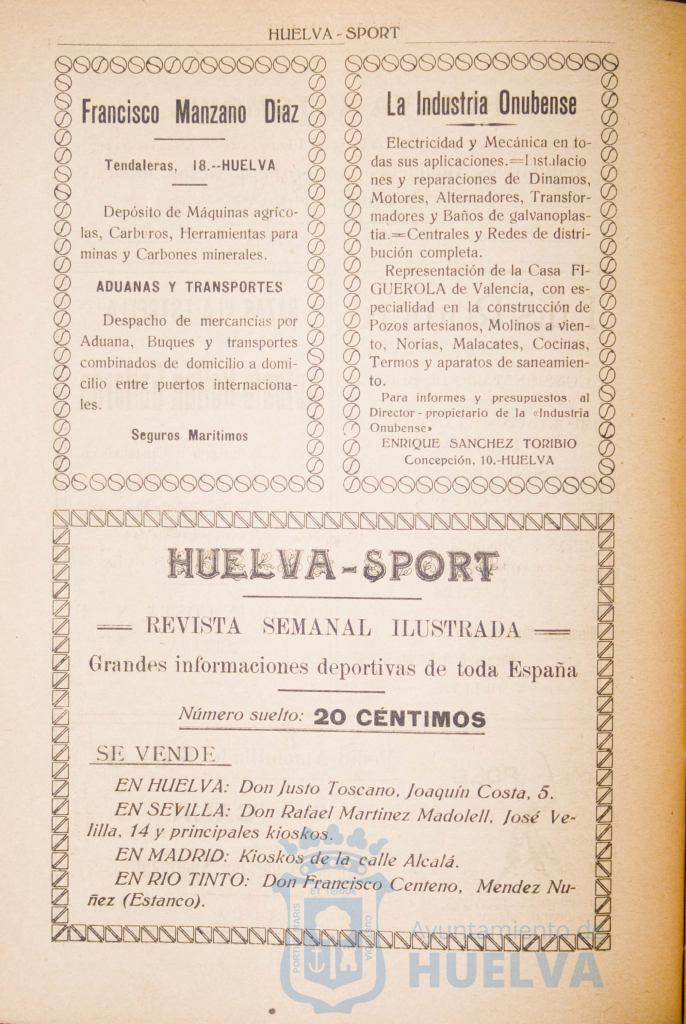 HUELVA-SPORT
Francisco Manzano Diaz
Tendaleras, 18.--HUELVA
Depósito de Máquinas agríco-
las, Carburos, Herramientas para
minas y Carbones minerales.
ADUANAS Y TRANSPORTES
Despacho de mercancías por
Aduana, Buques y transportes
combinados de domicilio a domi-
cilio entre puertos internaciona-
les.
Seguros Marítimos
La Industria Onubense
Electricidad y Mecánica en to-
das sus aplicaciones.=Instalacio
nes y reparaciones de Dinamos,
Motores, Alternadores, Transfor-
madores y Baños de galvanoplas-
tia.=Centrales y Redes de distri-
bución completa.
Representación de la Casa FI-
GUEROLA de Valencia, con es-
pecialidad en la construcción de
Pozos artesianos, Molinos a vien-
to, Norias, Malacates, Cocinas,
Termos y aparatos de saneamien-
to.
Para informes y presupuestos al
Director-propietario de la «Industria
Onubense»
ENRIQUE SANCHEZ TORIBIO
Concepción, 10.-HUELVA
HUELVA-SPORT
REVISTA SEMANAL ILUSTRADA
Grandes informaciones deportivas de toda España
Número suelto: 20 CÉNTIMOS
SE VENDE
EN HUELVA: Don Justo Toscano, Joaquín Costa, 5.
EN SEVILLA: Don Rafael Martinez Madolell, José Ve-
lilla, 14 y principales kioskos.
EN MADRID: Kioskos de la calle Alcalá.
EN RIO TINTO: Don Francisco Centeno, Mendez Nu-
ñez (Estanco).
PORTUS MARIS ET TERRAE CUSTODIA
Ayuntamiento de
HUELVA